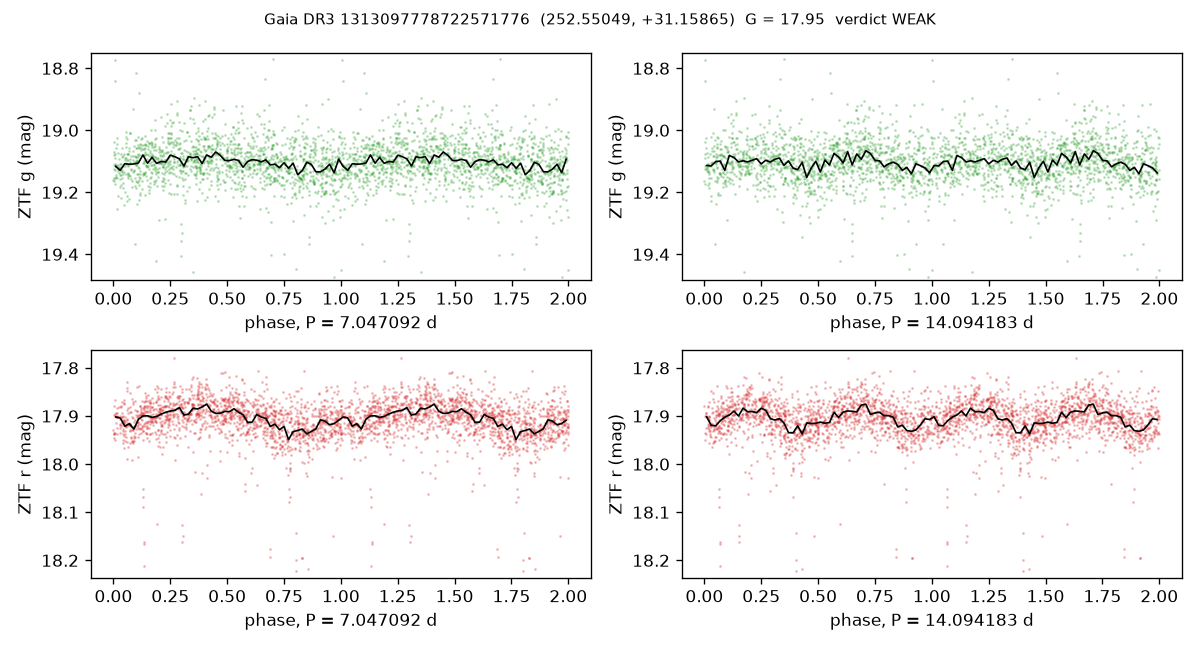 Gaia DR3 1313097778722571776  (252.55049, +31.15865)  G = 17.95  verdict WEAK
ZTF g (mag)
18.8
19.0
19.2
19.4
0.00 0.25 0.50 0.75 1.00 1.25 1.50 1.75 2.00
phase, P = 7.047092 d
ZTF g (mag)
18.8
19.0
19.2
19.4
0.00 0.25 0.50 0.75 1.00 1.25 1.50 1.75 2.00
phase, P = 14.094183 d
ZTF r (mag)
17.8
17.9
18.0
18.1
18.2
0.00 0.25 0.50 0.75 1.00 1.25 1.50 1.75 2.00
phase, P = 7.047092 d
ZTF r (mag)
17.8
17.9
18.0
18.1
18.2
0.00 0.25 0.50 0.75 1.00 1.25 1.50 1.75 2.00
phase, P = 14.094183 d